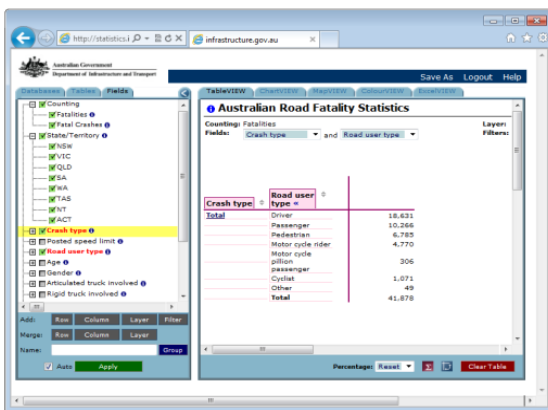 http://statistics.i
infrastructure.gov.au
Australian Government
Department of Infrastructure and Transport
Save As Logout Help
Databases Tables Fields
Counting
Fatalities
Fatal Crashes
State/Territory
NSW
VIC
QLD
SA
WA
TAS
NT
ACT
Crash type
Posted speed limit
Road user type
Age
Gender
Articulated truck involved
Rigid truck involved
Add: Row Column Layer Filter
Merge: Row Column Layer
Name: Group
Auto Apply
TableVIEW ChartVIEW MapVIEW ColourVIEW ExcelVIEW
Australian Road Fatality Statistics
Counting: Fatalities Layer:
Fields: Crash type and Road user type Filters:
Crash type Road user type «
Total Driver 18,631
Passenger 10,266
Pedestrian 6,785
Motor cycle rider 4,770
Motor cycle
pillion 306
passenger
Cyclist 1,071
Other 49
Total 41,878
Percentage: Reset Σ Clear Table